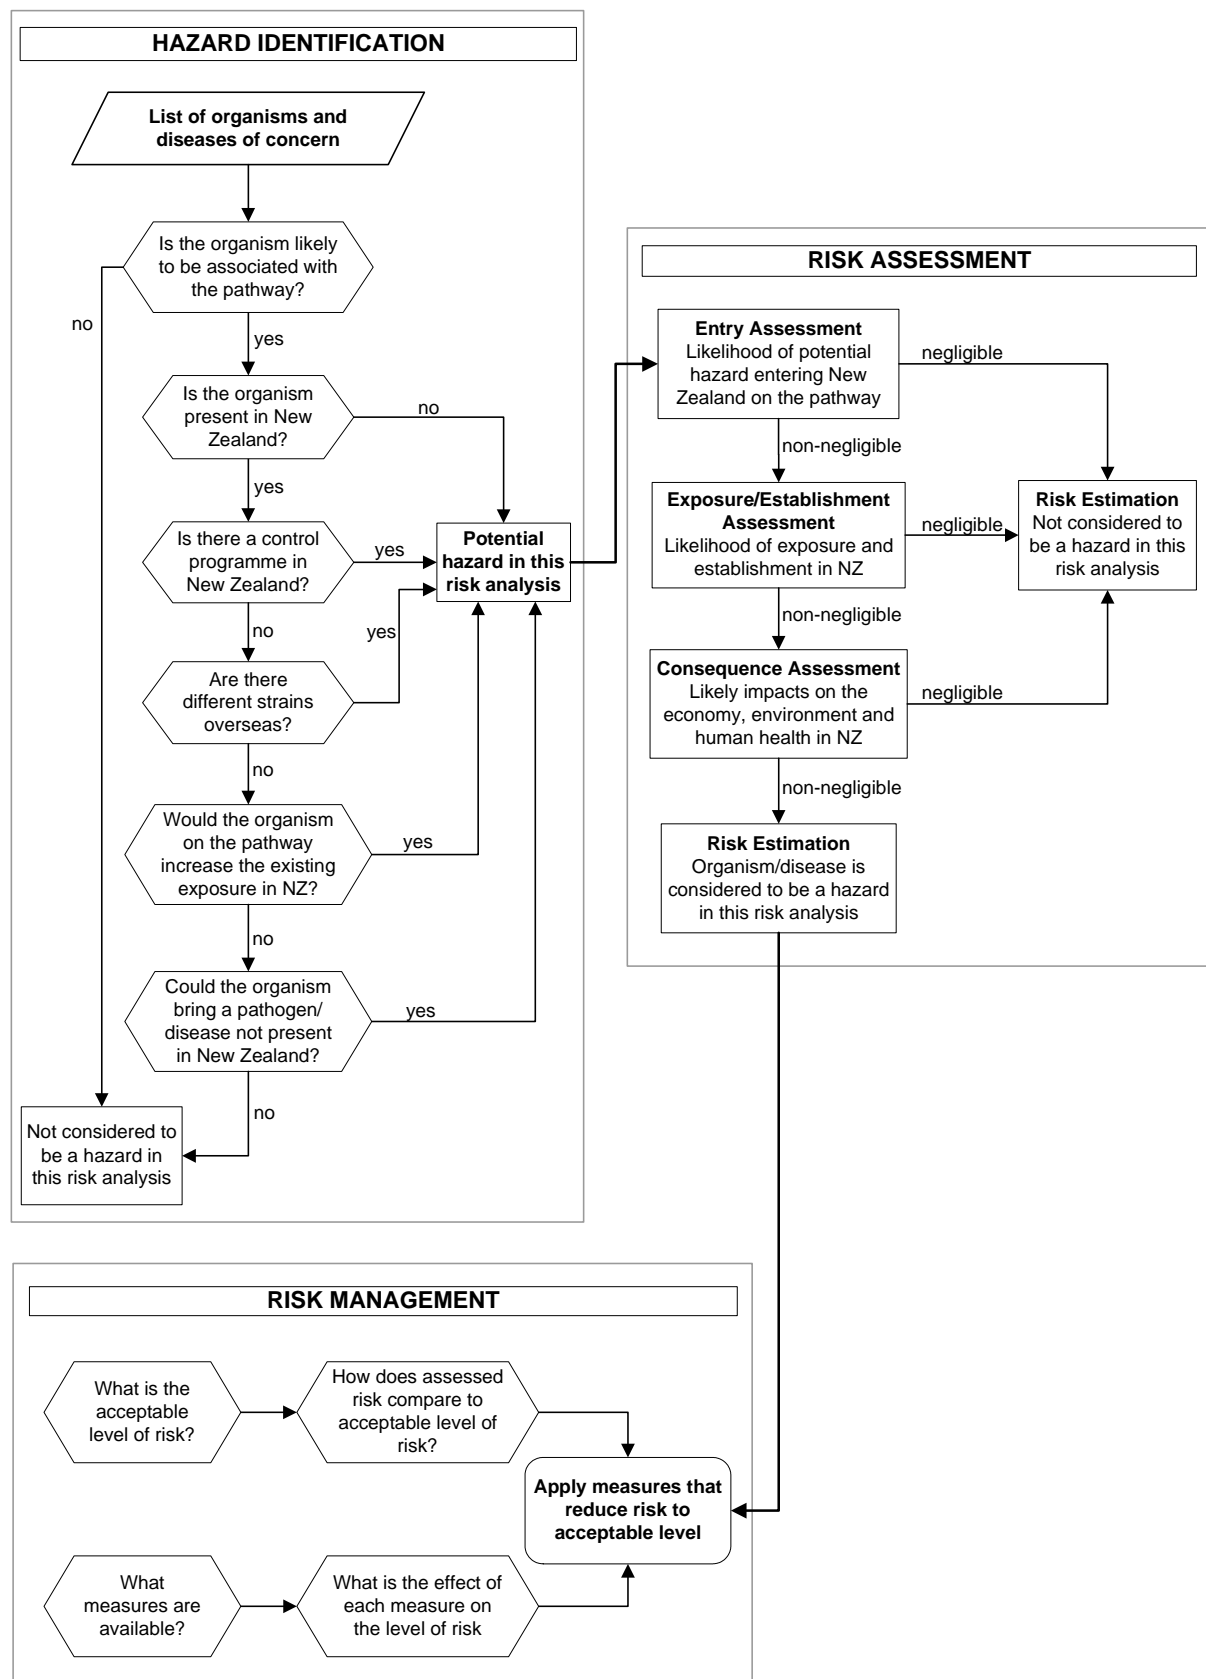 HAZARD IDENTIFICATION
List of organisms and
diseases of concern
Is the organism likely
to be associated with
the pathway?
no
yes
Is the organism
present in New
Zealand?
no
yes
Is there a control
programme in
New Zealand?
yes
no
Potential
hazard in this
risk analysis
Are there
different strains
overseas?
yes
no
Would the organism
on the pathway
increase the existing
exposure in NZ?
yes
no
Could the organism
bring a pathogen/
disease not present
in New Zealand?
yes
no
Not considered to
be a hazard in
this risk analysis
RISK ASSESSMENT
Entry Assessment
Likelihood of potential
hazard entering New
Zealand on the pathway
negligible
non-negligible
Exposure/Establishment
Assessment
Likelihood of exposure and
establishment in NZ
negligible
non-negligible
Risk Estimation
Not considered to
be a hazard in this
risk analysis
Consequence Assessment
Likely impacts on the
economy, environment and
human health in NZ
negligible
non-negligible
Risk Estimation
Organism/disease is
considered to be a hazard
in this risk analysis
RISK MANAGEMENT
What is the
acceptable
level of risk?
How does assessed
risk compare to
acceptable level of
risk?
Apply measures that
reduce risk to
acceptable level
What
measures are
available?
What is the effect of
each measure on
the level of risk